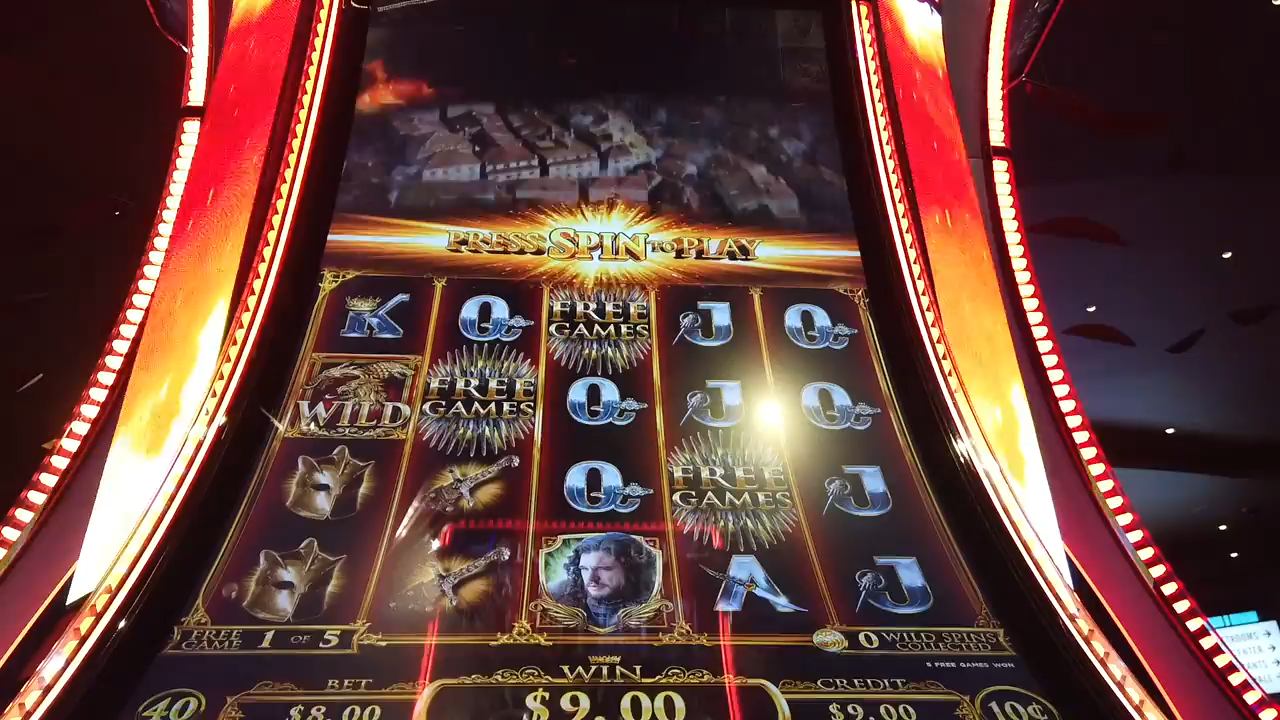 PRESS SPIN TO PLAY
K Q FREE GAMES J Q
WILD FREE GAMES Q J Q
Q FREE GAMES J
A J
FREE GAME 1 OF 5
0 WILD SPINS COLLECTED
5 FREE GAMES WON
WIN
BET
CREDIT
40
$8.00
$9.00
$9.00
10¢